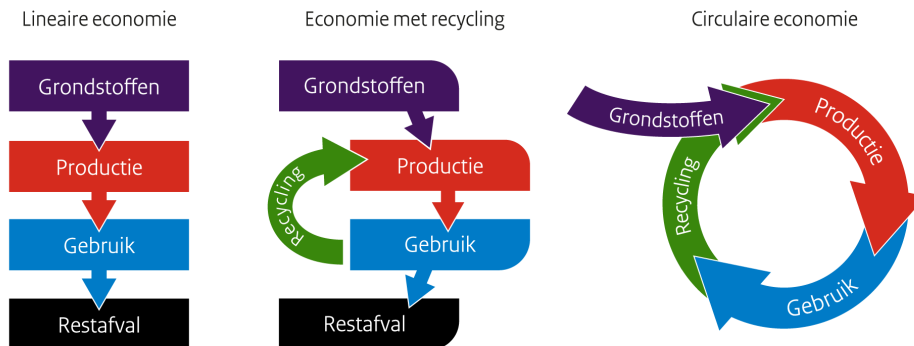 Lineaire economie
Grondstoffen
Productie
Gebruik
Restafval
Economie met recycling
Grondstoffen
Productie
Recycling
Gebruik
Restafval
Circulaire economie
Grondstoffen
Productie
Recycling
Gebruik